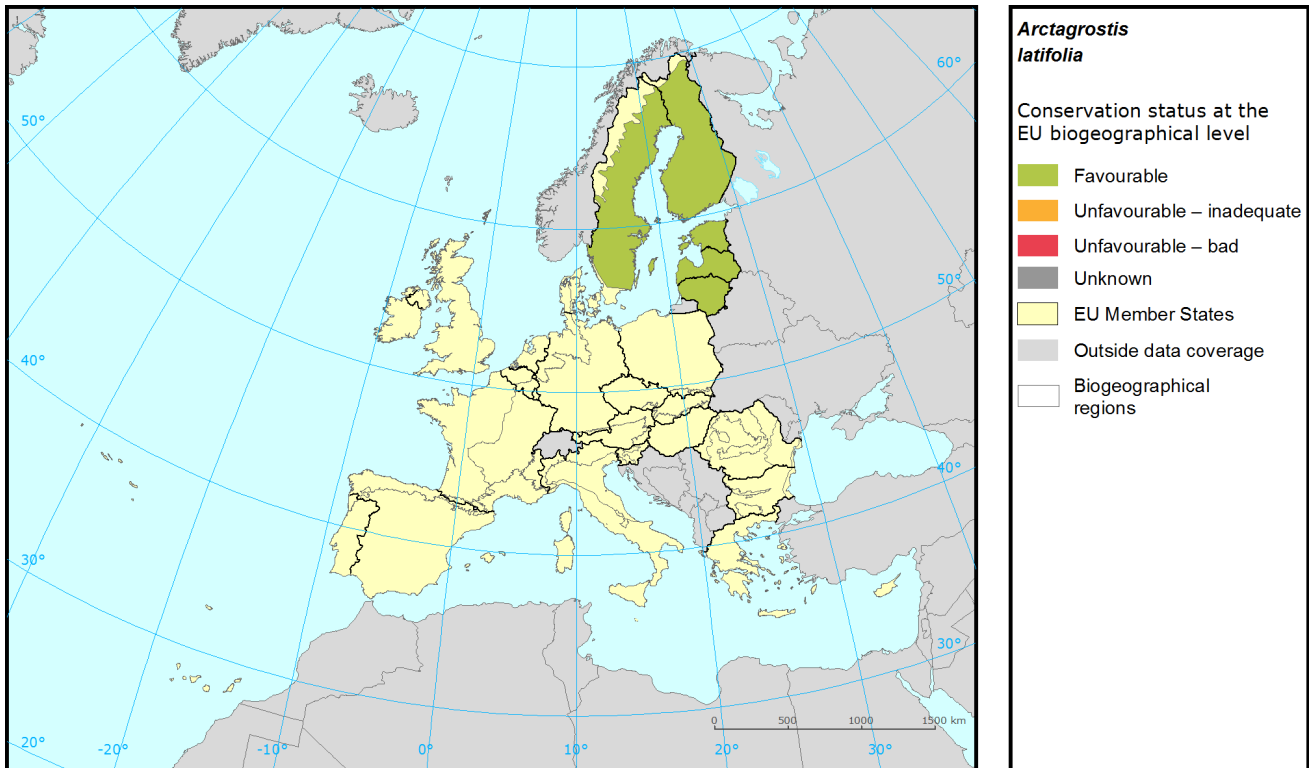 60°
50°
50°
40°
40°
30°
30°
20°
-20°
-10°
0°
10°
20°
30°
0 500 1000 1500 km
Arctagrostis
latifolia
Conservation status at the
EU biogeographical level
Favourable
Unfavourable – inadequate
Unfavourable – bad
Unknown
EU Member States
Outside data coverage
Biogeographical
regions